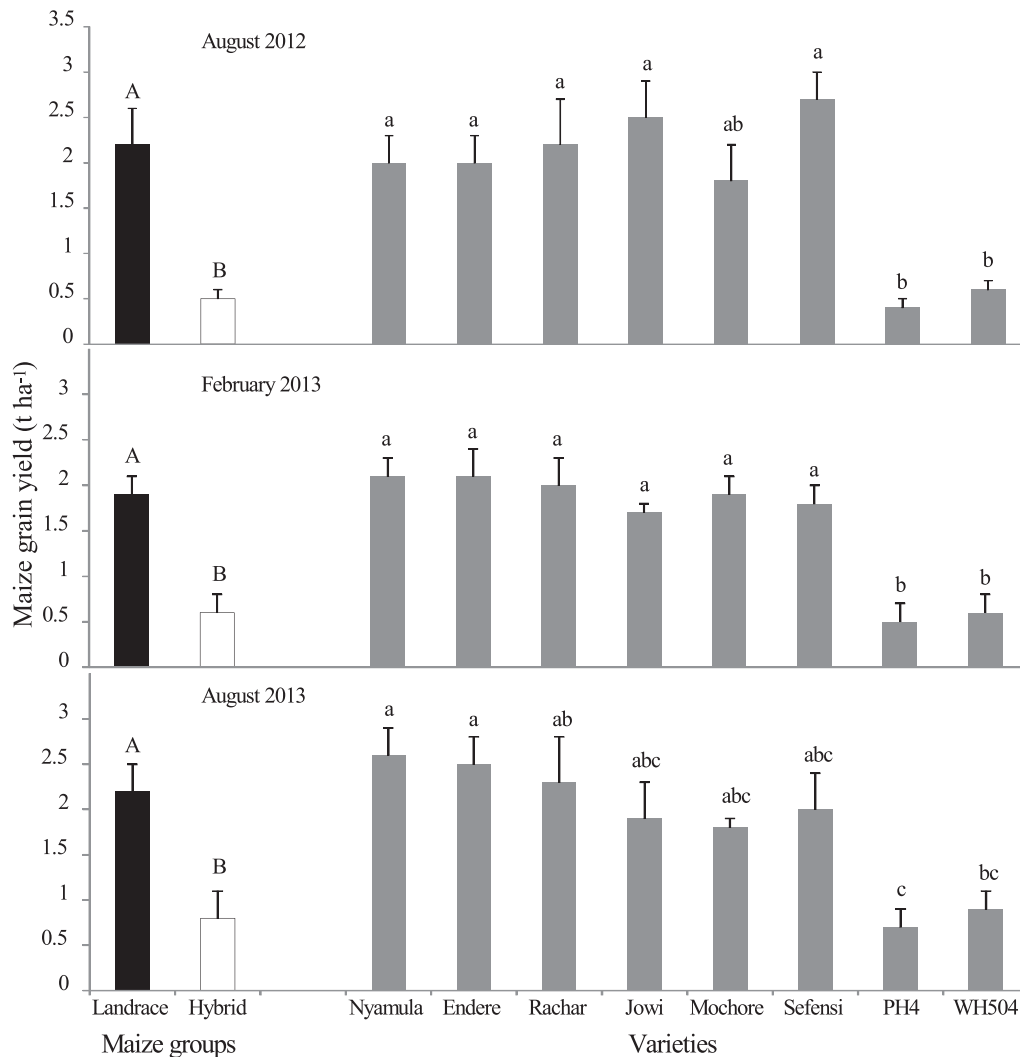 Maize grain yield (t ha⁻¹)
3.5
3
2.5
2
1.5
1
0.5
0
August 2012
A
B
a
a
a
a
ab
a
b
b
3
2.5
2
1.5
1
0.5
0
February 2013
A
B
a
a
a
a
a
a
b
b
3
2.5
2
1.5
1
0.5
0
August 2013
A
B
a
a
ab
abc
abc
abc
c
bc
Landrace Hybrid Nyamula Endere Rachar Jowi Mochore Sefensi PH4 WH504
Maize groups Varieties